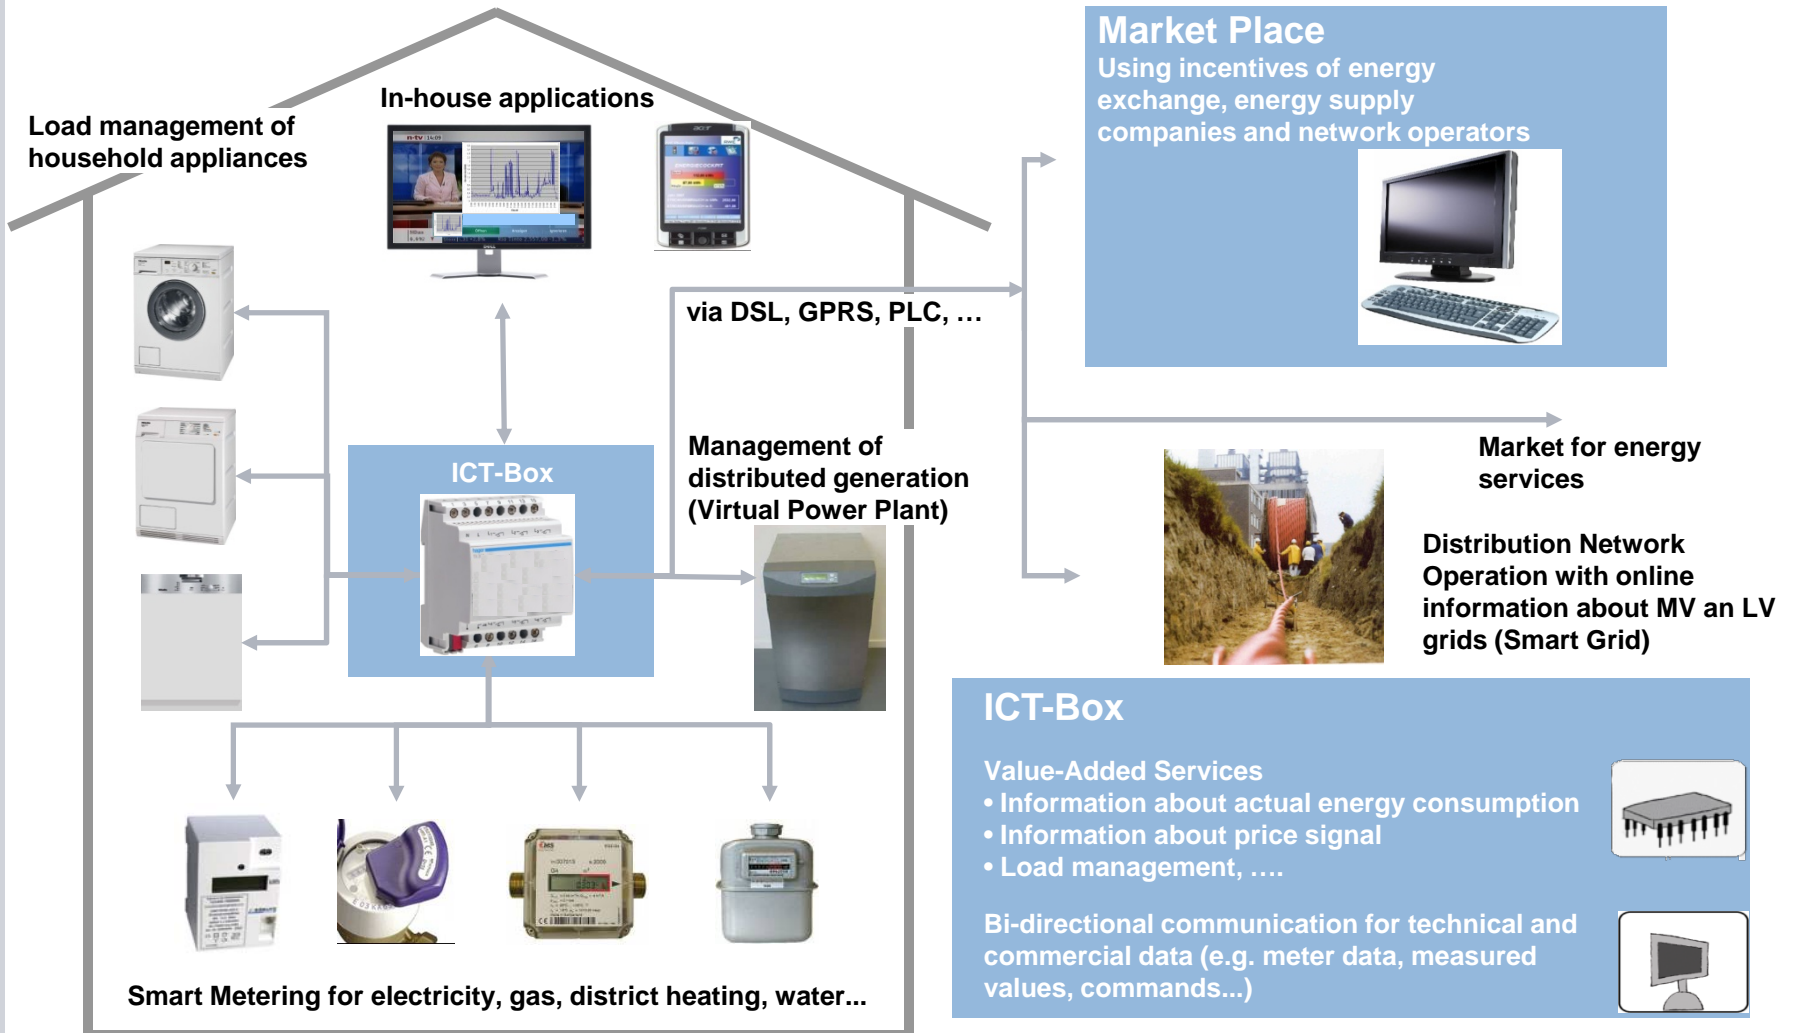 Market Place
Using incentives of energy
exchange, energy supply
companies and network operators
In-house applications
Load management of
household appliances
n-tv
14:09
acer
via DSL, GPRS, PLC, …
Management of
distributed generation
(Virtual Power Plant)
ICT-Box
Market for energy
services
Distribution Network
Operation with online
information about MV an LV
grids (Smart Grid)
ICT-Box
Value-Added Services
• Information about actual energy consumption
• Information about price signal
• Load management, ….
Bi-directional communication for technical and
commercial data (e.g. meter data, measured
values, commands...)
Smart Metering for electricity, gas, district heating, water...